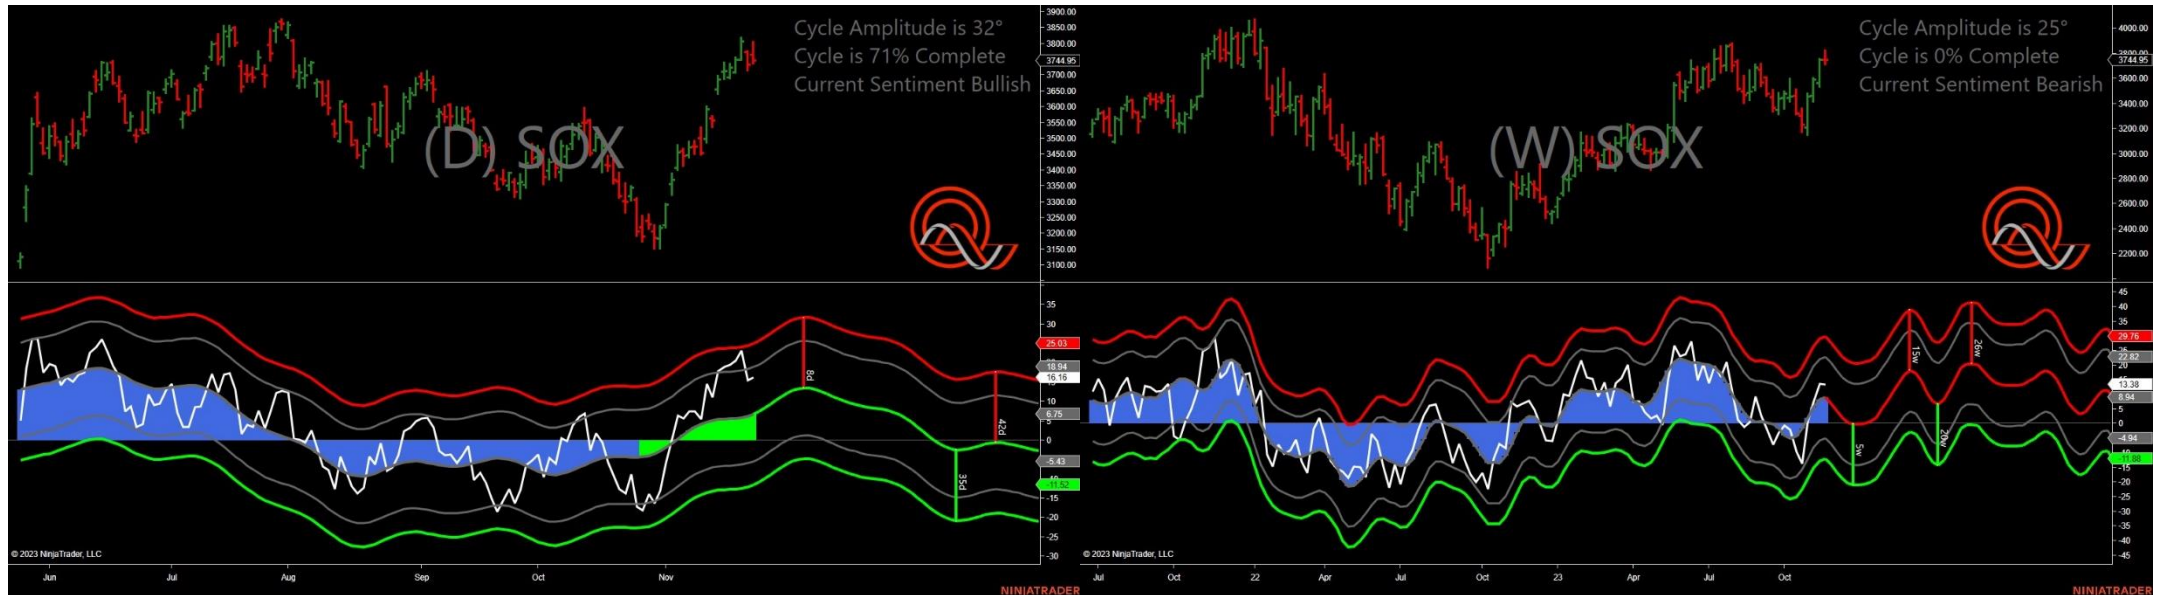 Cycle Amplitude is 32°
Cycle is 71% Complete
Current Sentiment Bullish
(D) SOX
3900.00
3850.00
3800.00
3744.95
3700.00
3650.00
3600.00
3550.00
3500.00
3450.00
3400.00
3350.00
3300.00
3250.00
3200.00
3150.00
3100.00
35
30
25.03
18.94
16.16
10
6.75
5
0
-5.43
-11.52
-15
-20
-25
-30
8d
35d
42d
© 2023 NinjaTrader, LLC
Jun
Jul
Aug
Sep
Oct
Nov
NINJATRADER
Cycle Amplitude is 25°
Cycle is 0% Complete
Current Sentiment Bearish
(W) SOX
4000.00
3800.00
3744.95
3600.00
3400.00
3200.00
3000.00
2800.00
2600.00
2400.00
2200.00
45
40
35
29.76
22.82
20
13.38
8.94
5
0
-4.94
-11.88
-15
-20
-25
-30
-35
-40
-45
5w
15w
20w
26w
© 2023 NinjaTrader, LLC
Jul
Oct
22
Apr
Jul
Oct
23
Apr
Jul
Oct
NINJATRADER